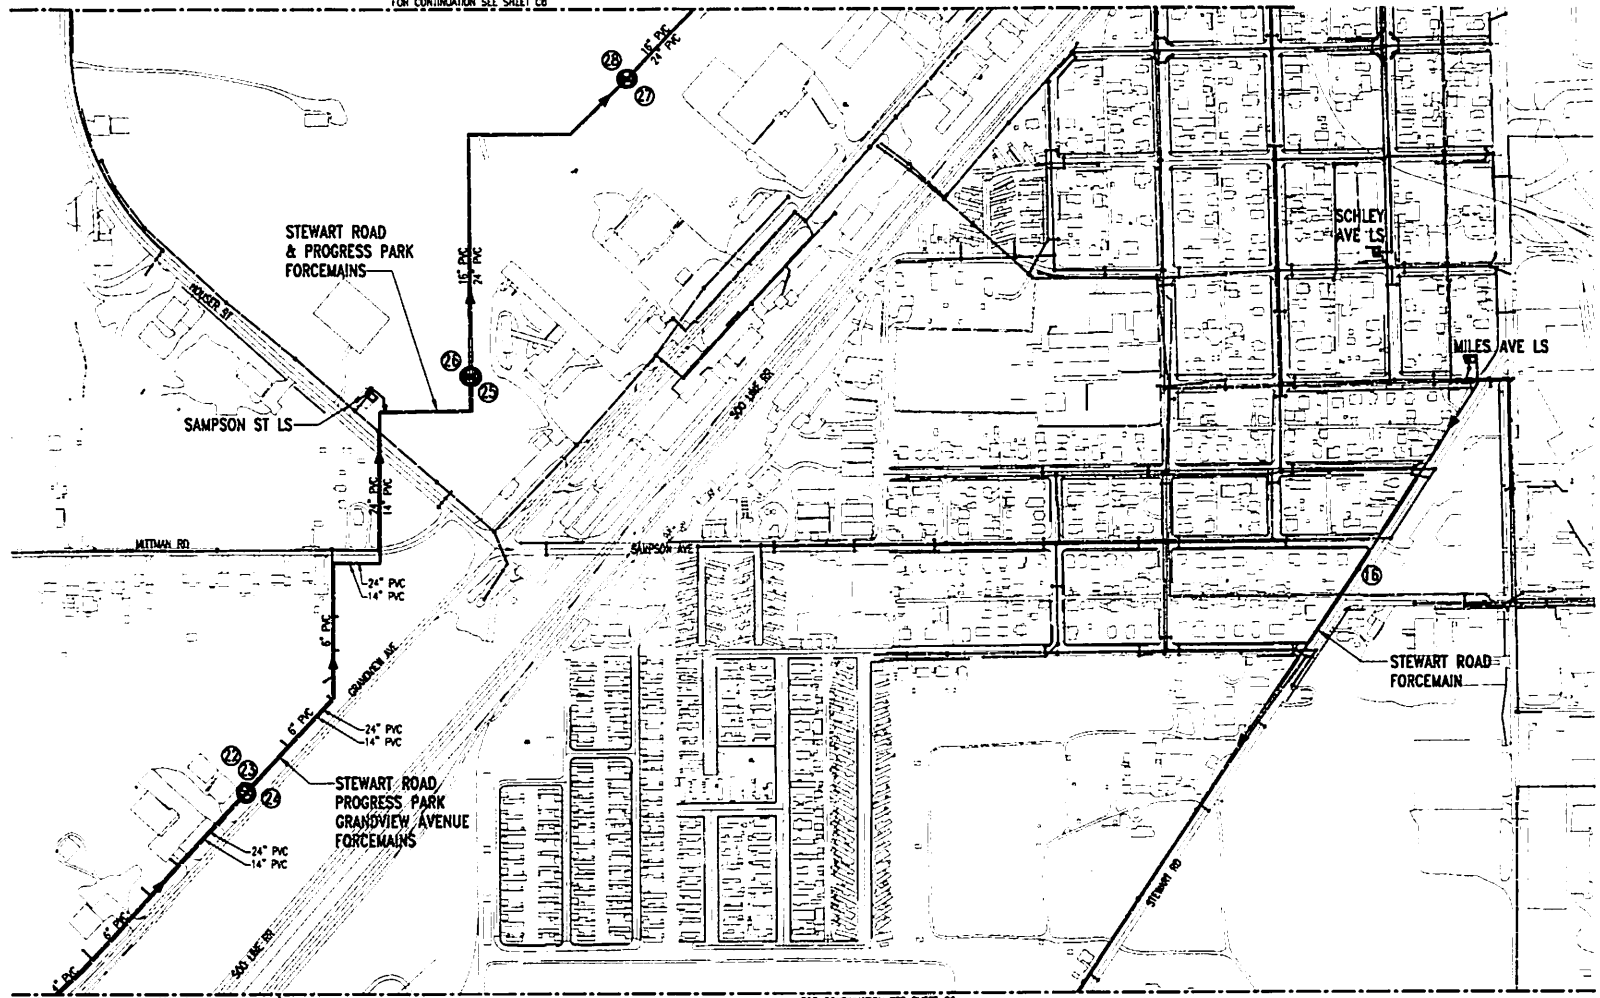 FOR CONTINUATION SEE SHEET C6
16" PVC
24" PVC
28
27
STEWART ROAD
& PROGRESS PARK
FORCEMAINS
16" PVC
24" PVC
SCHLEY
AVE LS
HOUSER ST
26
25
MILES AVE LS
SOO LINE RR
SAMPSON ST LS
24" PVC
14" PVC
MITTMAN RD
SAMPSON AVE
24" PVC
14" PVC
16
6" PVC
GRANDVIEW AVE
STEWART ROAD
FORCEMAIN
6" PVC
24" PVC
14" PVC
22
23
24
STEWART ROAD
PROGRESS PARK
GRANDVIEW AVENUE
FORCEMAINS
24" PVC
14" PVC
STEWART RD
6" PVC
SOO LINE RR
4" PVC